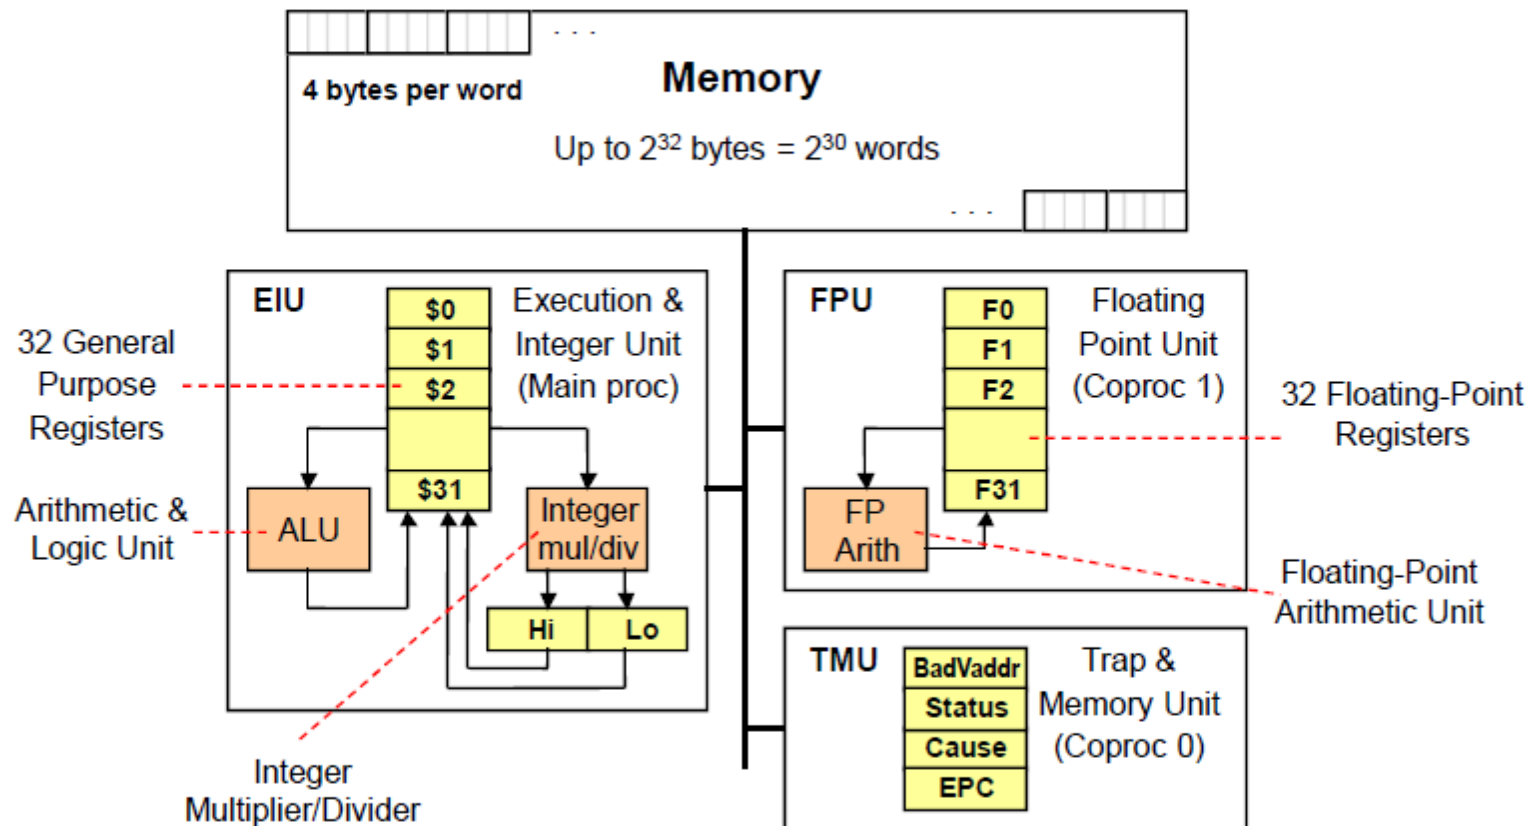 . . .
4 bytes per word
Memory
Up to 2³² bytes = 2³⁰ words
. . .
EIU
$0
$1
$2
$31
Execution &
Integer Unit
(Main proc)
32 General
Purpose
Registers
Arithmetic &
Logic Unit
ALU
Integer
mul/div
Hi
Lo
Integer
Multiplier/Divider
FPU
F0
F1
F2
F31
Floating
Point Unit
(Coproc 1)
32 Floating-Point
Registers
FP
Arith
Floating-Point
Arithmetic Unit
TMU
BadVaddr
Status
Cause
EPC
Trap &
Memory Unit
(Coproc 0)